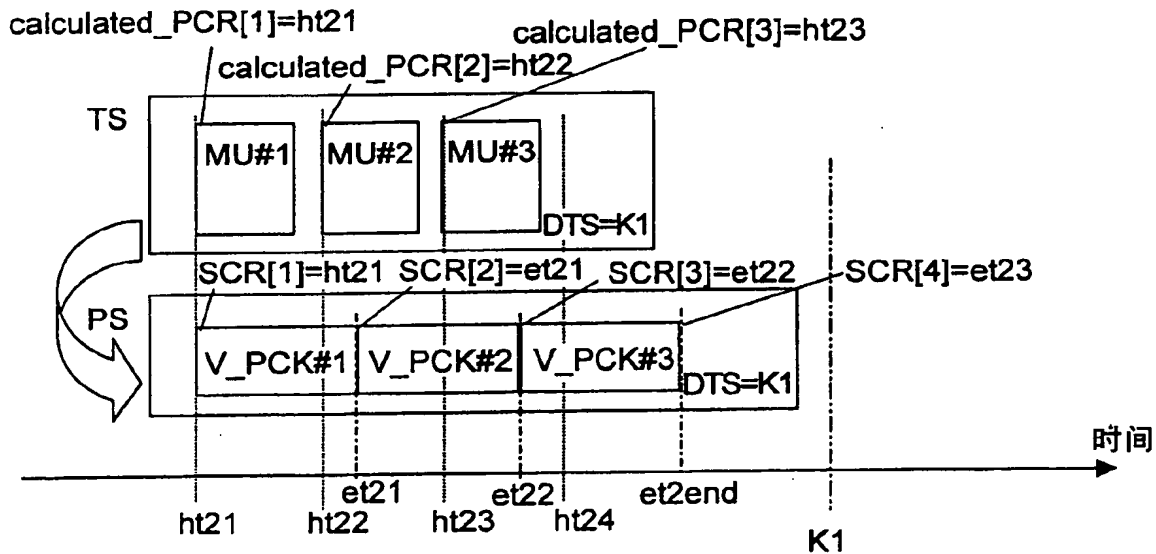 calculated_PCR[1]=ht21
calculated_PCR[3]=ht23
calculated_PCR[2]=ht22
TS
MU#1
MU#2
MU#3
DTS=K1
SCR[1]=ht21
SCR[2]=et21
SCR[3]=et22
SCR[4]=et23
PS
V_PCK#1
V_PCK#2
V_PCK#3
DTS=K1
时间
et21
et22
et2end
ht21
ht22
ht23
ht24
K1